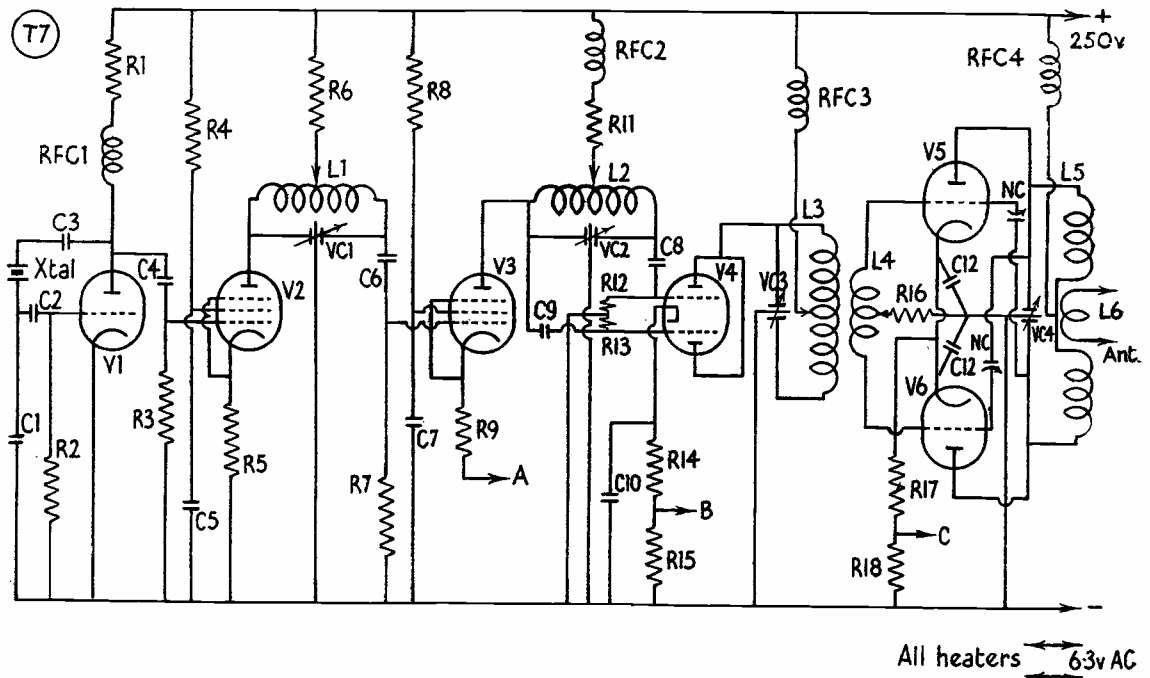 T7
+
250v
R1
R6
RFC2
RFC4
R8
RFC3
R4
R11
RFC1
V5
L1
L2
L3
NC
L5
C3
C4
VC1
VC2
C8
L4
C12
Xtal
C2
V2
C6
V3
R12
V4
VC3
R16
L6
C9
R13
NC
VC4
V1
C12
Ant.
V6
C1
R2
R3
R5
C5
R7
C7
R9
A
C10
R14
B
R15
R17
C
R18
-
All heaters 6·3v AC